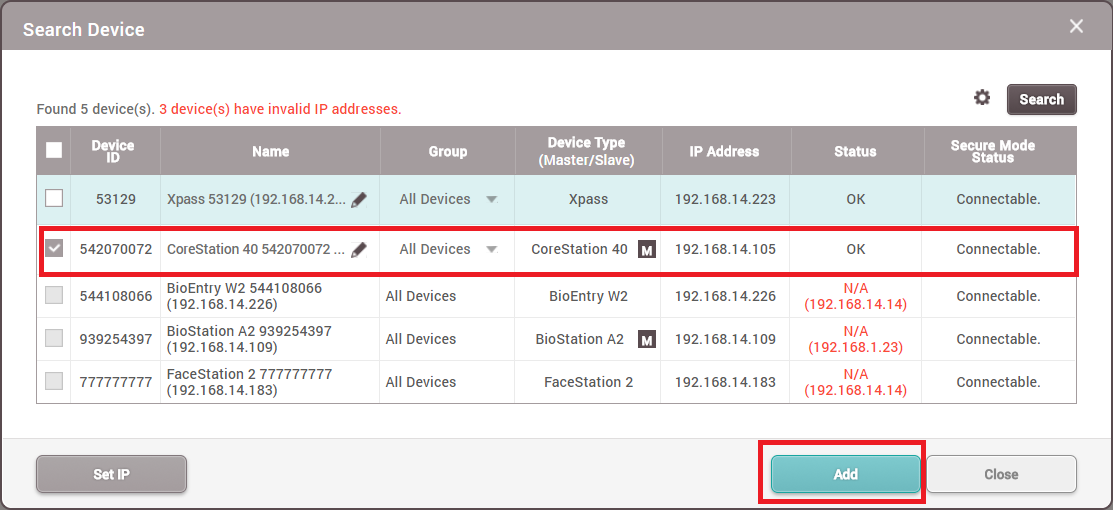 Search Device
Found 5 device(s). 3 device(s) have invalid IP addresses.
Search
Device ID Name Group Device Type (Master/Slave) IP Address Status Secure Mode Status
53129 Xpass 53129 (192.168.14.2... All Devices Xpass 192.168.14.223 OK Connectable.
542070072 CoreStation 40 542070072 ... All Devices CoreStation 40 M 192.168.14.105 OK Connectable.
544108066 BioEntry W2 544108066 (192.168.14.226) All Devices BioEntry W2 192.168.14.226 N/A (192.168.14.14) Connectable.
939254397 BioStation A2 939254397 (192.168.14.109) All Devices BioStation A2 M 192.168.14.109 N/A (192.168.1.23) Connectable.
777777777 FaceStation 2 777777777 (192.168.14.183) All Devices FaceStation 2 192.168.14.183 N/A (192.168.14.14) Connectable.
Set IP Add Close